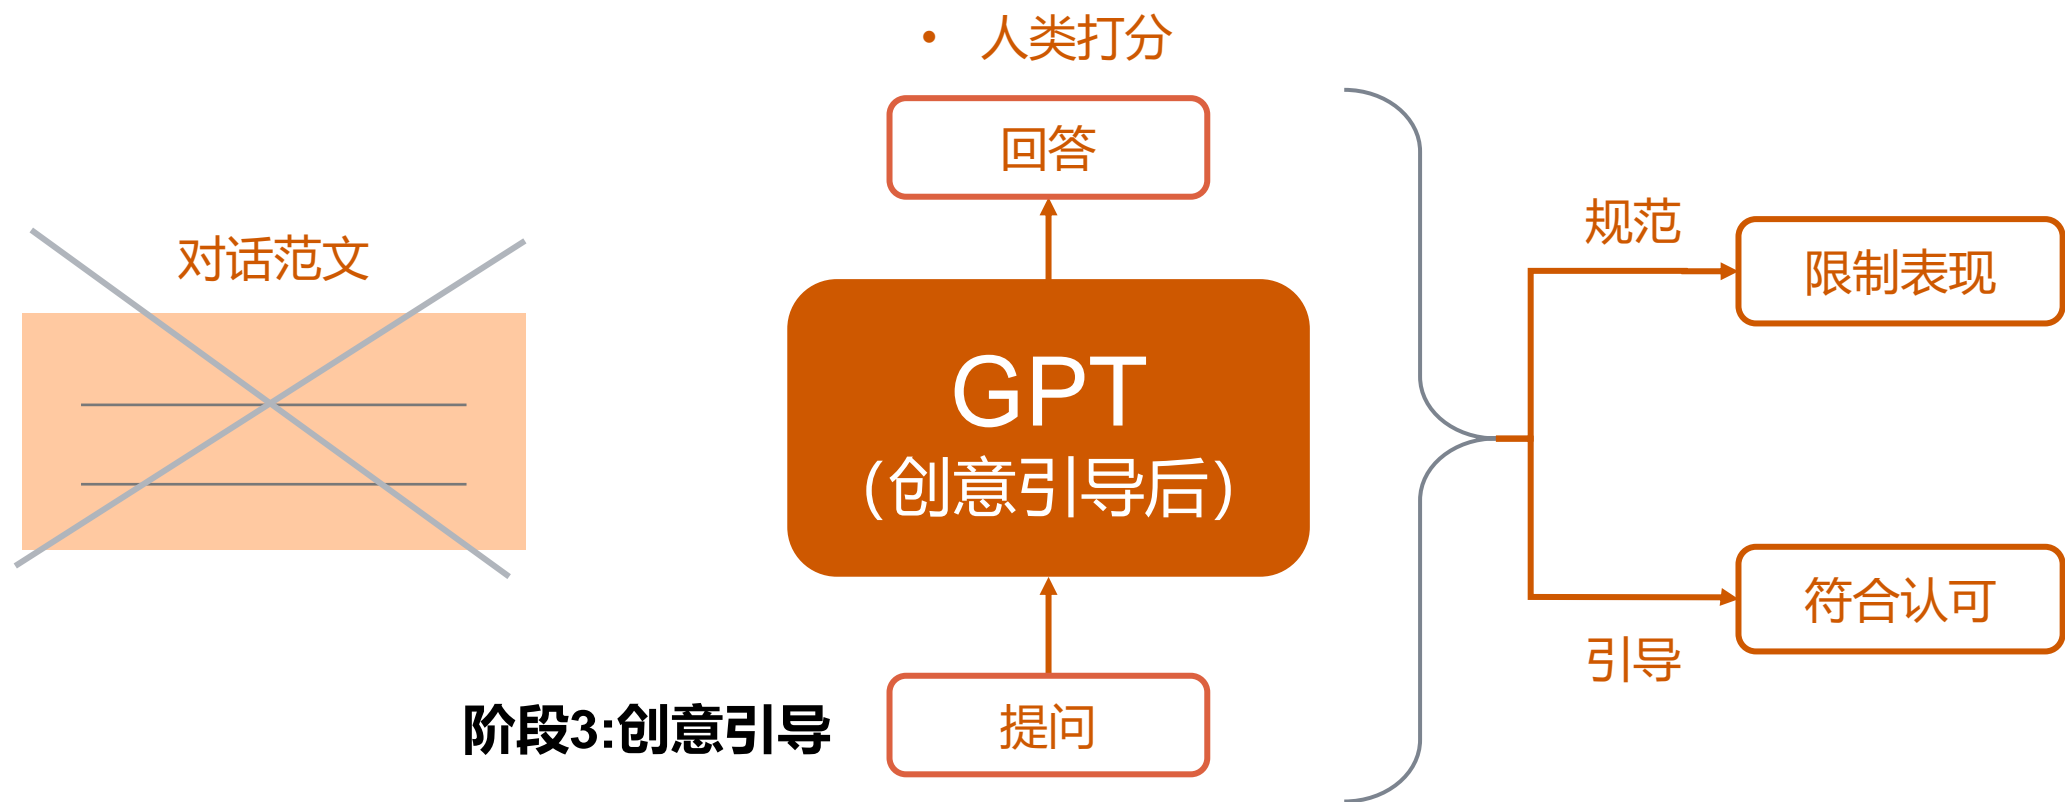 人类打分
回答
对话范文
GPT
(创意引导后)
提问
阶段3:创意引导
规范
限制表现
符合认可
引导